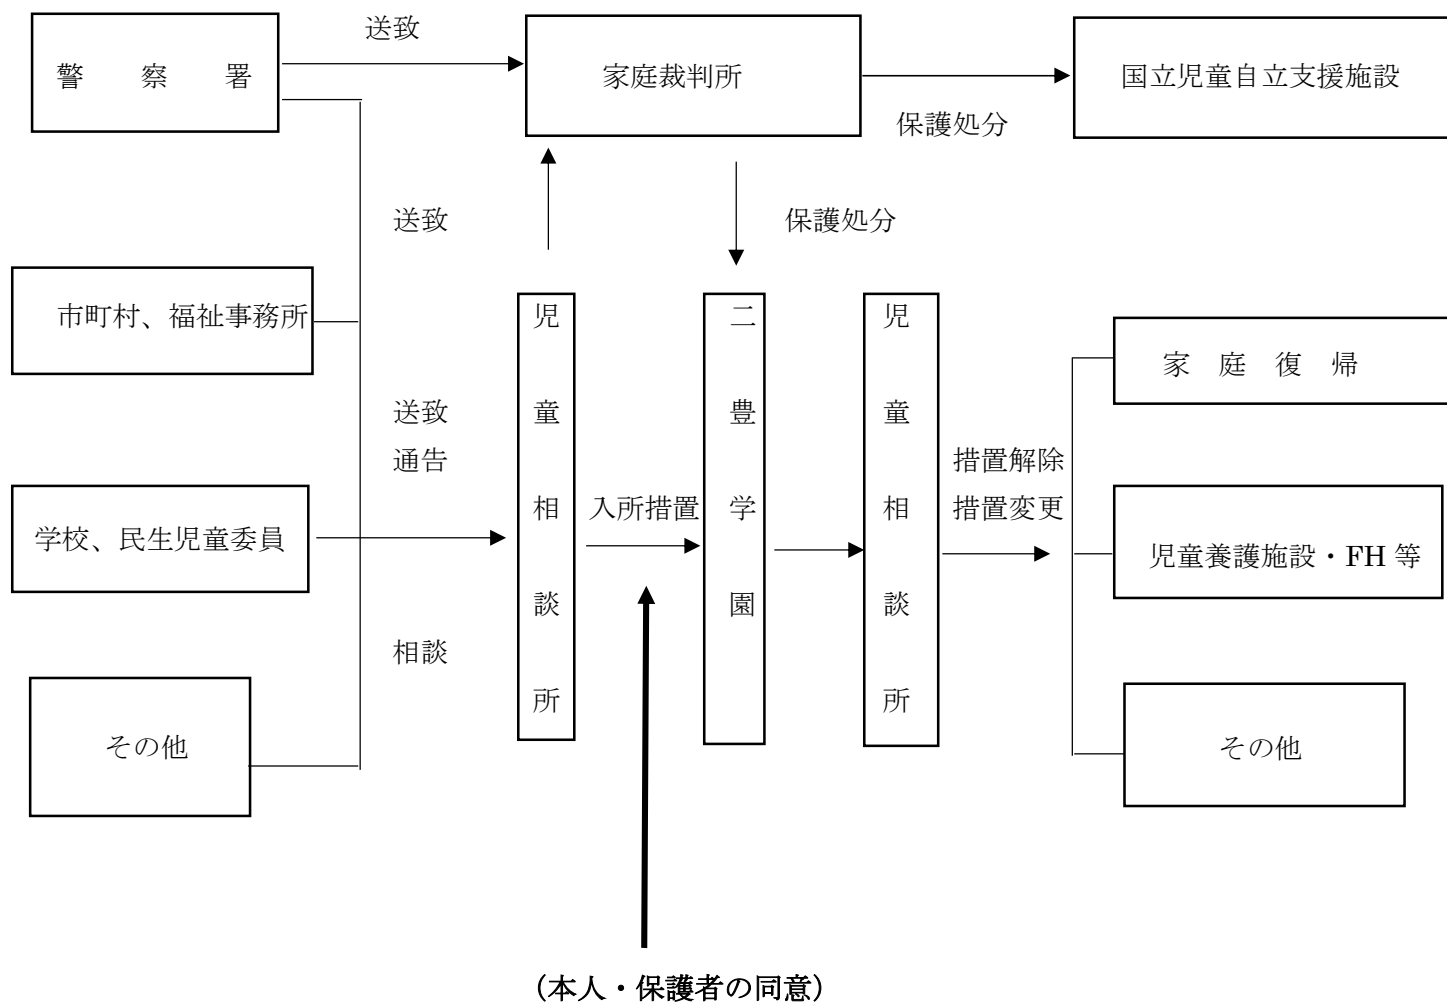 送致
警　察　署
家庭裁判所
国立児童自立支援施設
保護処分
送致
保護処分
市町村、福祉事務所
児童相談所
二豊学園
児童相談所
家　庭　復　帰
送致
通告
措置解除
入所措置
措置変更
学校、民生児童委員
児童養護施設・FH 等
相談
その他
その他
（本人・保護者の同意）